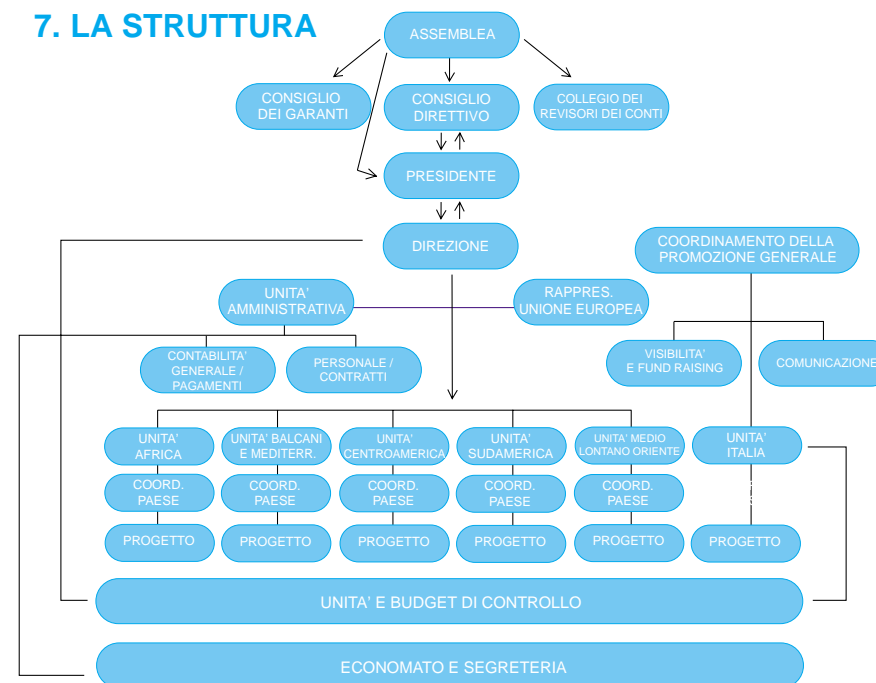 7. LA STRUTTURA
ASSEMBLEA
CONSIGLIO
DEI GARANTI
CONSIGLIO
DIRETTIVO
COLLEGIO DEI
REVISORI DEI CONTI
PRESIDENTE
DIREZIONE
COORDINAMENTO DELLA
PROMOZIONE GENERALE
UNITA'
AMMINISTRATIVA
RAPPRES.
UNIONE EUROPEA
CONTABILITA'
GENERALE /
PAGAMENTI
PERSONALE /
CONTRATTI
VISIBILITA'
E FUND RAISING
COMUNICAZIONE
UNITA'
AFRICA
UNITA' BALCANI
E MEDITERR.
UNITA'
CENTROAMERICA
UNITA'
SUDAMERICA
UNITA' MEDIO
LONTANO ORIENTE
UNITA'
ITALIA
COORD.
PAESE
COORD.
PAESE
COORD.
PAESE
COORD.
PAESE
COORD.
PAESE
PROGETTO
PROGETTO
PROGETTO
PROGETTO
PROGETTO
PROGETTO
UNITA' E BUDGET DI CONTROLLO
ECONOMATO E SEGRETERIA